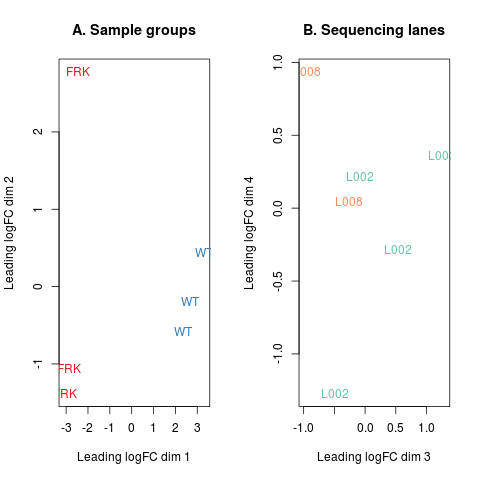 A. Sample groups
FRK
WT
WT
WT
FRK
RK
-1
0
1
2
-3
-2
-1
0
1
2
3
Leading logFC dim 1
Leading logFC dim 2
B. Sequencing lanes
008
L00
L002
L008
L002
L002
-1.0
-0.5
0.0
0.5
1.0
-1.0
0.0
0.5
1.0
Leading logFC dim 3
Leading logFC dim 4